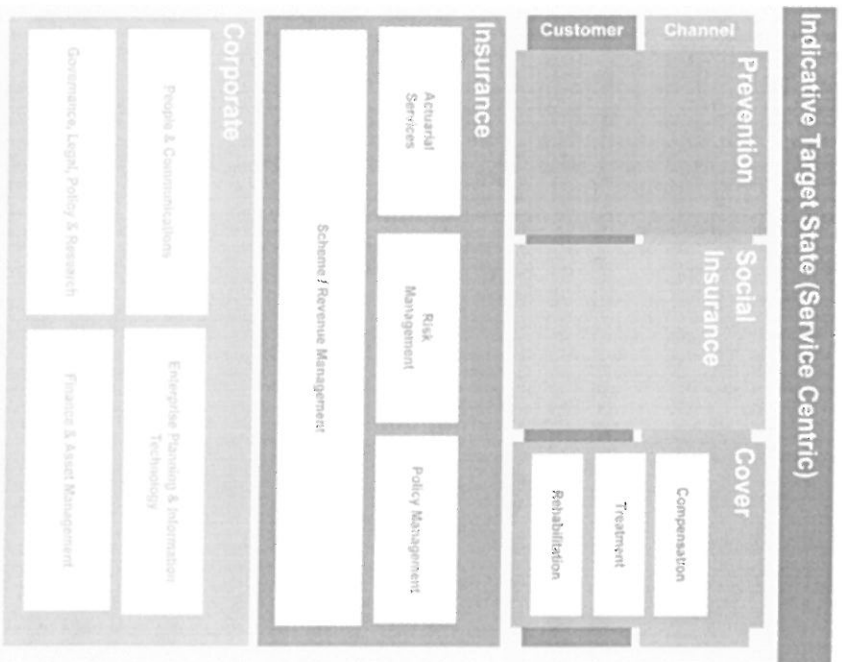 Indicative Target State (Service Centric)
Channel
Customer
Prevention
Social
Insurance
Cover
Compensation
Treatment
Rehabilitation
Insurance
Actuarial
Services
Risk
Management
Policy Management
Scheme / Revenue Management
Corporate
People & Communications
Enterprise Planning & Information
Technology
Governance, Legal, Policy & Research
Finance & Asset Management